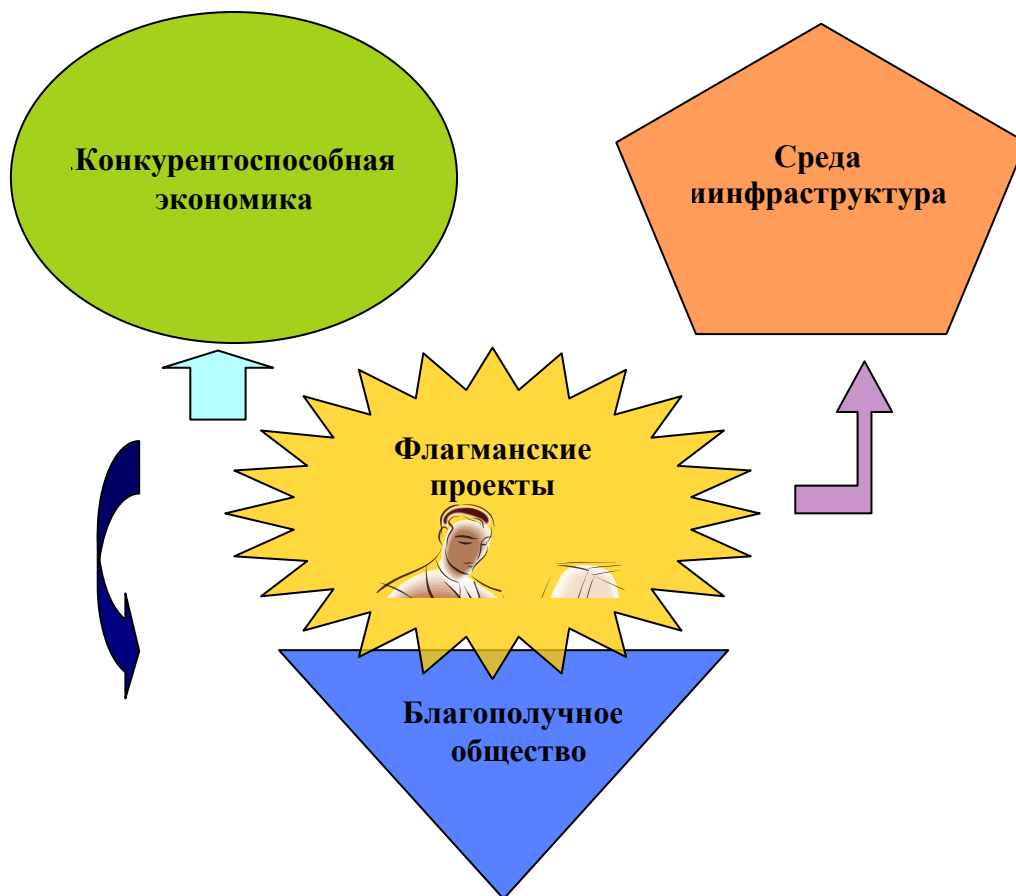 .Конкурентоспособная
экономика
Среда
иинфраструктура
Флагманские
проекты
Благополучное
общество